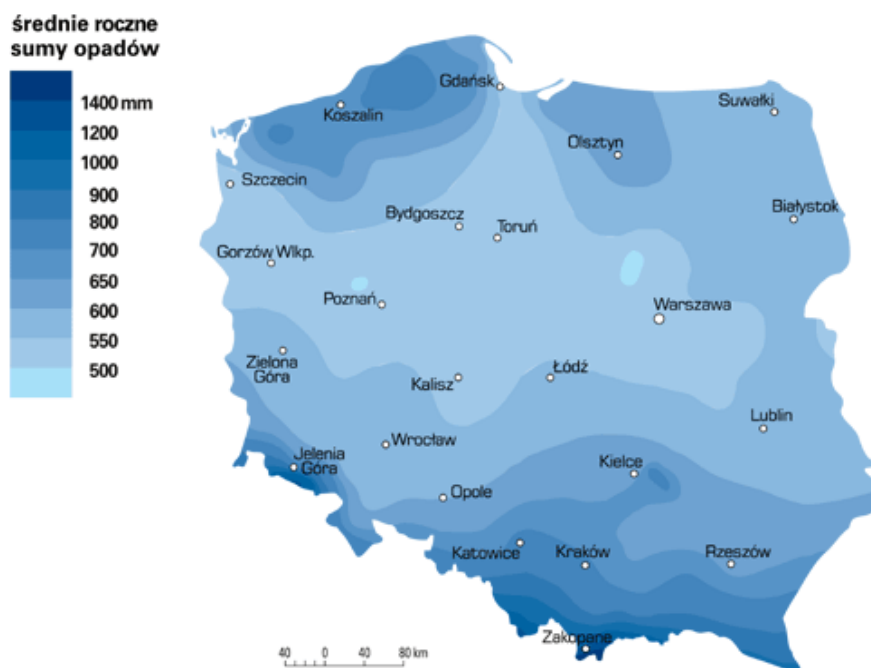 średnie roczne
sumy opadów
1400 mm
1200
1000
900
800
700
650
600
550
500
Gdańsk
Suwałki
Koszalin
Olsztyn
Szczecin
Bydgoszcz
Toruń
Białystok
Gorzów Wlkp.
Poznań
Warszawa
Zielona
Góra
Kalisz
Łódź
Lublin
Wrocław
Jelenia
Góra
Kielce
Opole
Katowice
Kraków
Rzeszów
Zakopane
40 0 40 80 km